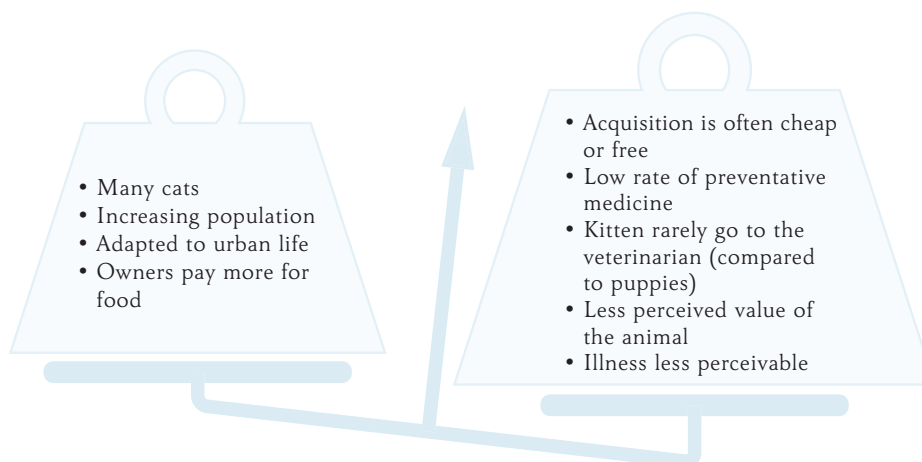 • Many cats
• Increasing population
• Adapted to urban life
• Owners pay more for
food
• Acquisition is often cheap
or free
• Low rate of preventative
medicine
• Kitten rarely go to the
veterinarian (compared
to puppies)
• Less perceived value of
the animal
• Illness less perceivable